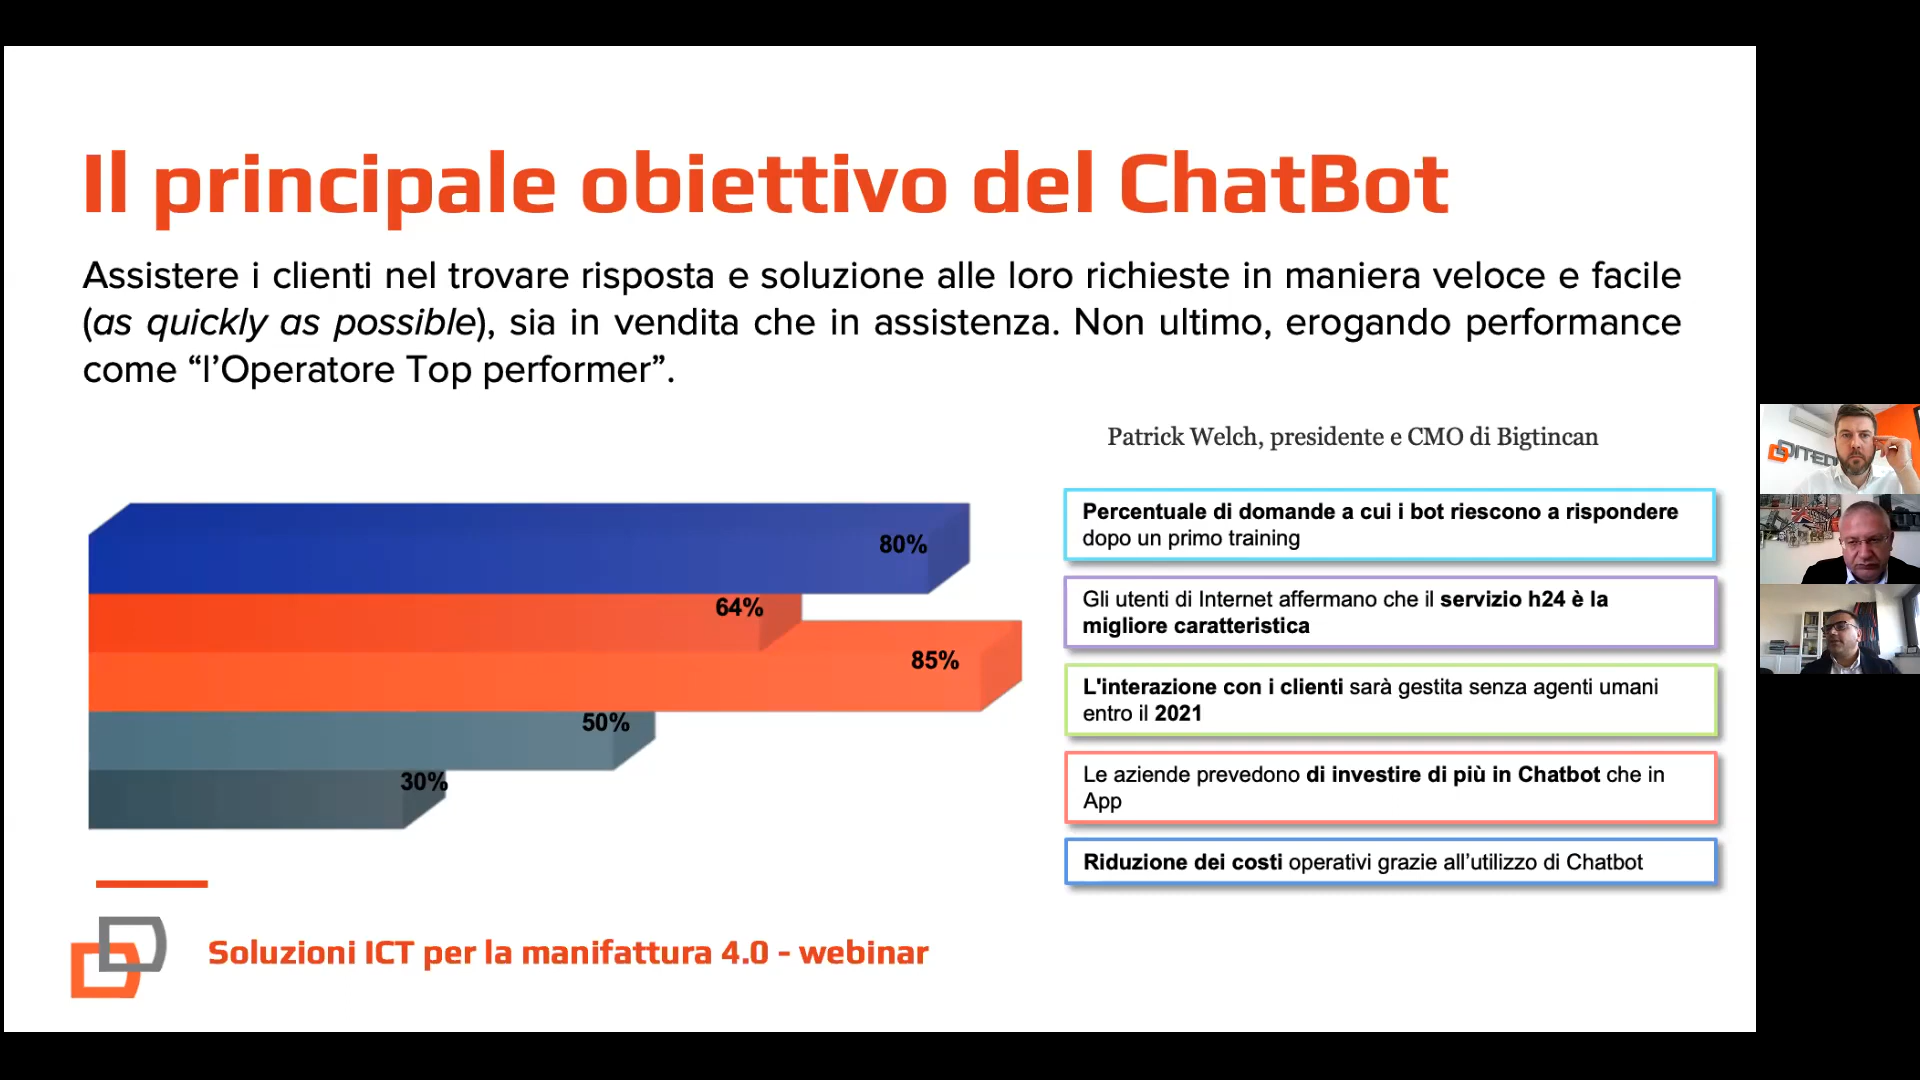 Il principale obiettivo del ChatBot
Assistere i clienti nel trovare risposta e soluzione alle loro richieste in maniera veloce e facile
(as quickly as possible), sia in vendita che in assistenza. Non ultimo, erogando performance
come “l’Operatore Top performer”.
Patrick Welch, presidente e CMO di Bigtincan
80%
64%
85%
50%
30%
Percentuale di domande a cui i bot riescono a rispondere
dopo un primo training
Gli utenti di Internet affermano che il servizio h24 è la
migliore caratteristica
L'interazione con i clienti sarà gestita senza agenti umani
entro il 2021
Le aziende prevedono di investire di più in Chatbot che in
App
Riduzione dei costi operativi grazie all’utilizzo di Chatbot
Soluzioni ICT per la manifattura 4.0 - webinar
DITED